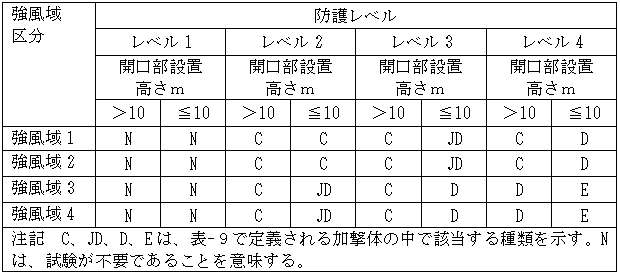 強風域区分 防護レベル
レベル1 レベル2 レベル3 レベル4
開口部設置高さm 開口部設置高さm 開口部設置高さm 開口部設置高さm
＞10 ≦10 ＞10 ≦10 ＞10 ≦10 ＞10 ≦10
強風域1 N N C C C JD C D
強風域2 N N C C C JD C D
強風域3 N N C JD C D D E
強風域4 N N C JD C D D E
注記 C、JD、D、Eは、表-9で定義される加撃体の中で該当する種類を示す。N
は、試験が不要であることを意味する。